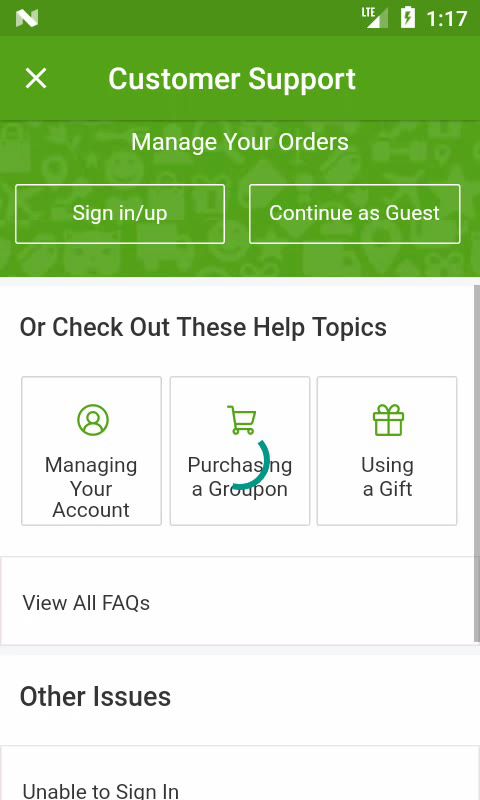 LTE 1:17
Customer Support
Manage Your Orders
Sign in/up
Continue as Guest
Or Check Out These Help Topics
Managing
Your
Account
Purchasing
a Groupon
Using
a Gift
View All FAQs
Other Issues
Unable to Sign In